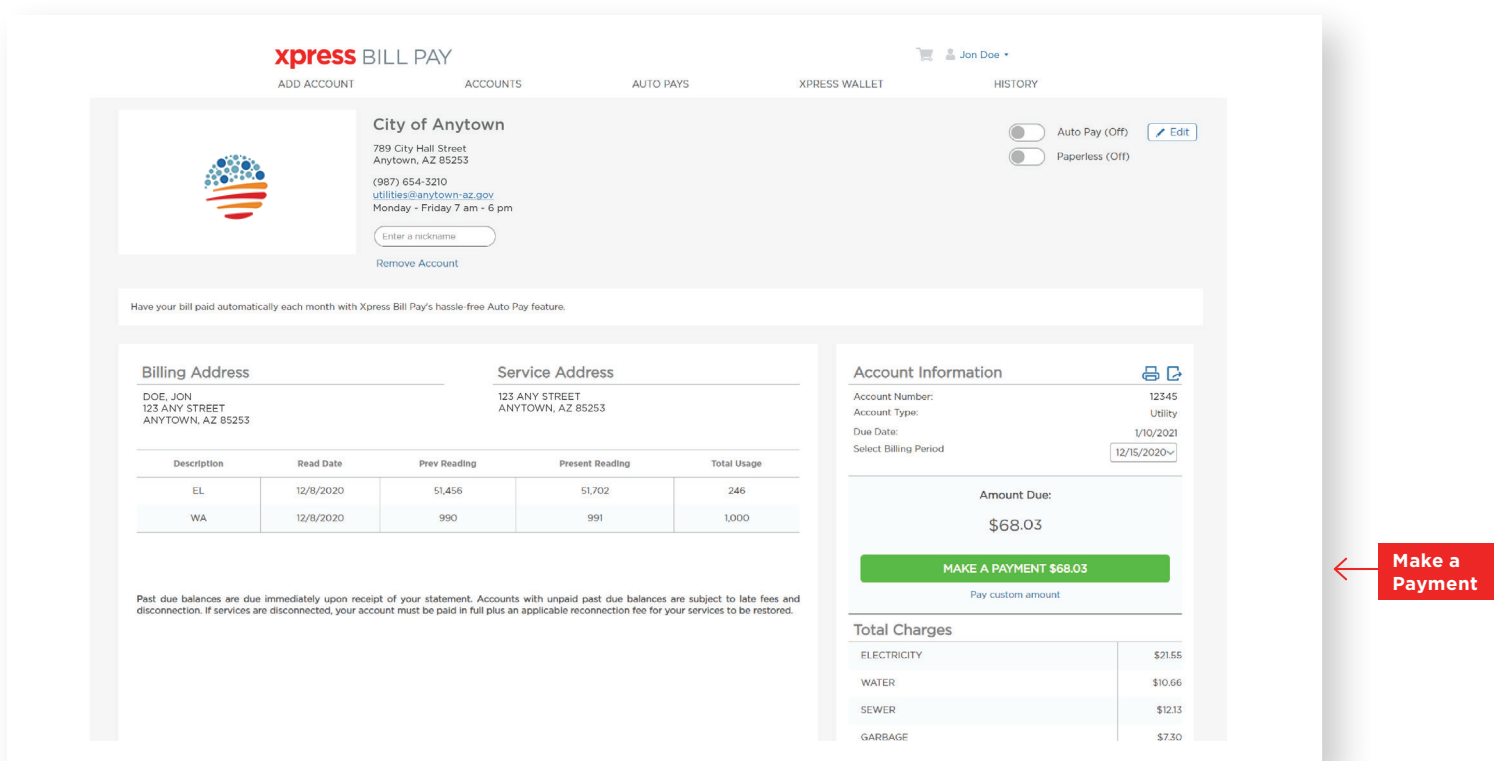 xpress BILL PAY
Jon Doe
ADD ACCOUNT ACCOUNTS AUTO PAYS XPRESS WALLET HISTORY
City of Anytown
789 City Hall Street
Anytown, AZ 85253
(987) 654-3210
utilities@anytown-az.gov
Monday - Friday 7 am - 6 pm
Enter a nickname
Remove Account
Auto Pay (Off) Edit
Paperless (Off)
Have your bill paid automatically each month with Xpress Bill Pay's hassle-free Auto Pay feature.
Billing Address
DOE, JON
123 ANY STREET
ANYTOWN, AZ 85253
Service Address
123 ANY STREET
ANYTOWN, AZ 85253
Description Read Date Prev Reading Present Reading Total Usage
EL 12/8/2020 51,456 51,702 246
WA 12/8/2020 990 991 1,000
Past due balances are due immediately upon receipt of your statement. Accounts with unpaid past due balances are subject to late fees and
disconnection. If services are disconnected, your account must be paid in full plus an applicable reconnection fee for your services to be restored.
Account Information
Account Number: 12345
Account Type: Utility
Due Date: 1/10/2021
Select Billing Period 12/15/2020
Amount Due:
$68.03
MAKE A PAYMENT $68.03
Pay custom amount
Total Charges
ELECTRICITY $21.55
WATER $10.66
SEWER $12.13
GARBAGE $7.30
Make a
Payment